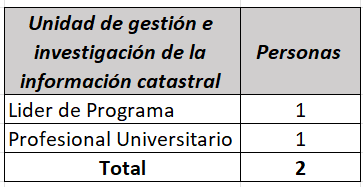 Unidad de gestión e
investigación de la
información catastral
Personas
Lider de Programa 1
Profesional Universitario 1
Total 2